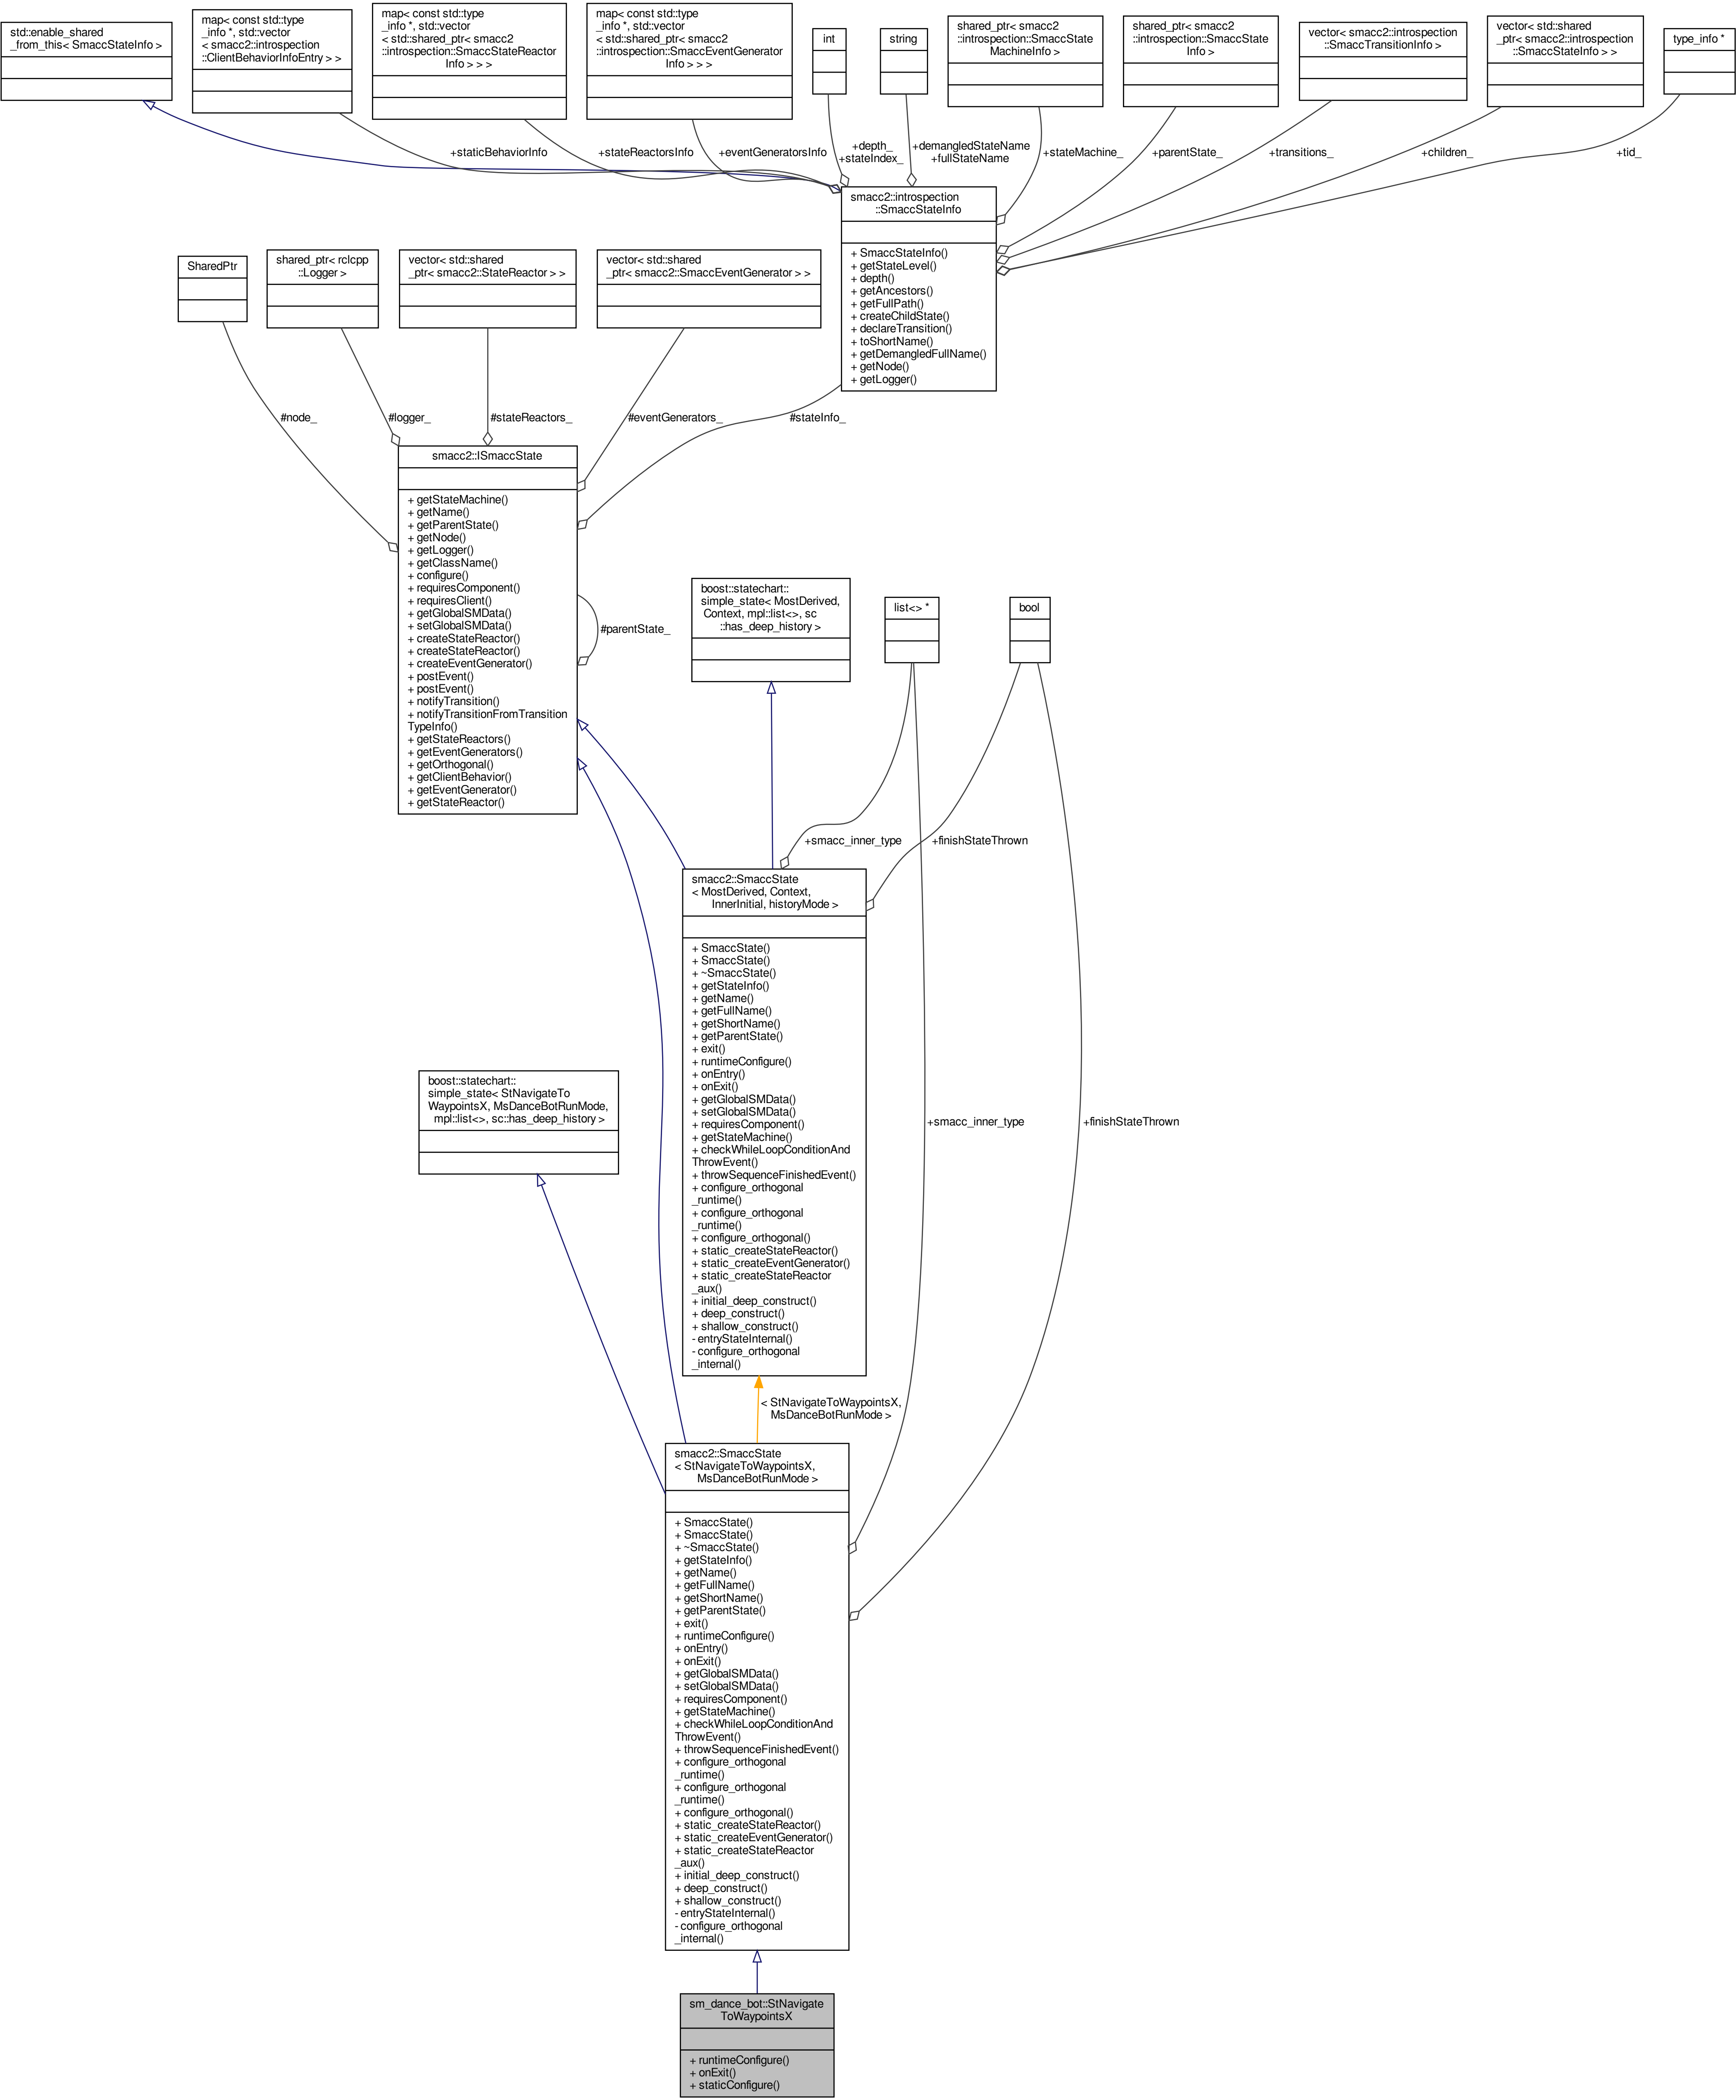 std::enable_shared
_from_this< SmaccStateInfo >
map< const std::type
_info *, std::vector
< smacc2::introspection
::ClientBehaviorInfoEntry > >
map< const std::type
_info *, std::vector
< std::shared_ptr< smacc2
::introspection::SmaccStateReactor
Info > > >
map< const std::type
_info *, std::vector
< std::shared_ptr< smacc2
::introspection::SmaccEventGenerator
Info > > >
int
string
shared_ptr< smacc2
::introspection::SmaccState
MachineInfo >
shared_ptr< smacc2
::introspection::SmaccState
Info >
vector< smacc2::introspection
::SmaccTransitionInfo >
vector< std::shared
_ptr< smacc2::introspection
::SmaccStateInfo > >
type_info *
+staticBehaviorInfo
+stateReactorsInfo
+eventGeneratorsInfo
+depth_
+stateIndex_
+demangledStateName
+fullStateName
+stateMachine_
+parentState_
+transitions_
+children_
+tid_
smacc2::introspection
::SmaccStateInfo
+ SmaccStateInfo()
+ getStateLevel()
+ depth()
+ getAncestors()
+ getFullPath()
+ createChildState()
+ declareTransition()
+ toShortName()
+ getDemangledFullName()
+ getNode()
+ getLogger()
SharedPtr
shared_ptr< rclcpp
::Logger >
vector< std::shared
_ptr< smacc2::StateReactor > >
vector< std::shared
_ptr< smacc2::SmaccEventGenerator > >
#node_
#logger_
#stateReactors_
#eventGenerators_
#stateInfo_
smacc2::ISmaccState
+ getStateMachine()
+ getName()
+ getParentState()
+ getNode()
+ getLogger()
+ getClassName()
+ configure()
+ requiresComponent()
+ requiresClient()
+ getGlobalSMData()
+ setGlobalSMData()
+ createStateReactor()
+ createStateReactor()
+ createEventGenerator()
+ postEvent()
+ postEvent()
+ notifyTransition()
+ notifyTransitionFromTransition
TypeInfo()
+ getStateReactors()
+ getEventGenerators()
+ getOrthogonal()
+ getClientBehavior()
+ getEventGenerator()
+ getStateReactor()
#parentState_
boost::statechart::
simple_state< MostDerived,
Context, mpl::list<>, sc
::has_deep_history >
list<> *
bool
+smacc_inner_type
+finishStateThrown
smacc2::SmaccState
< MostDerived, Context,
InnerInitial, historyMode >
+ SmaccState()
+ SmaccState()
+ ~SmaccState()
+ getStateInfo()
+ getName()
+ getFullName()
+ getShortName()
+ getParentState()
+ exit()
+ runtimeConfigure()
+ onEntry()
+ onExit()
+ getGlobalSMData()
+ setGlobalSMData()
+ requiresComponent()
+ getStateMachine()
+ checkWhileLoopConditionAnd
ThrowEvent()
+ throwSequenceFinishedEvent()
+ configure_orthogonal
_runtime()
+ configure_orthogonal
_runtime()
+ configure_orthogonal()
+ static_createStateReactor()
+ static_createEventGenerator()
+ static_createStateReactor
_aux()
+ initial_deep_construct()
+ deep_construct()
+ shallow_construct()
- entryStateInternal()
- configure_orthogonal
_internal()
boost::statechart::
simple_state< StNavigateTo
WaypointsX, MsDanceBotRunMode,
mpl::list<>, sc::has_deep_history >
+smacc_inner_type
+finishStateThrown
< StNavigateToWaypointsX,
MsDanceBotRunMode >
smacc2::SmaccState
< StNavigateToWaypointsX,
MsDanceBotRunMode >
+ SmaccState()
+ SmaccState()
+ ~SmaccState()
+ getStateInfo()
+ getName()
+ getFullName()
+ getShortName()
+ getParentState()
+ exit()
+ runtimeConfigure()
+ onEntry()
+ onExit()
+ getGlobalSMData()
+ setGlobalSMData()
+ requiresComponent()
+ getStateMachine()
+ checkWhileLoopConditionAnd
ThrowEvent()
+ throwSequenceFinishedEvent()
+ configure_orthogonal
_runtime()
+ configure_orthogonal
_runtime()
+ configure_orthogonal()
+ static_createStateReactor()
+ static_createEventGenerator()
+ static_createStateReactor
_aux()
+ initial_deep_construct()
+ deep_construct()
+ shallow_construct()
- entryStateInternal()
- configure_orthogonal
_internal()
sm_dance_bot::StNavigate
ToWaypointsX
+ runtimeConfigure()
+ onExit()
+ staticConfigure()